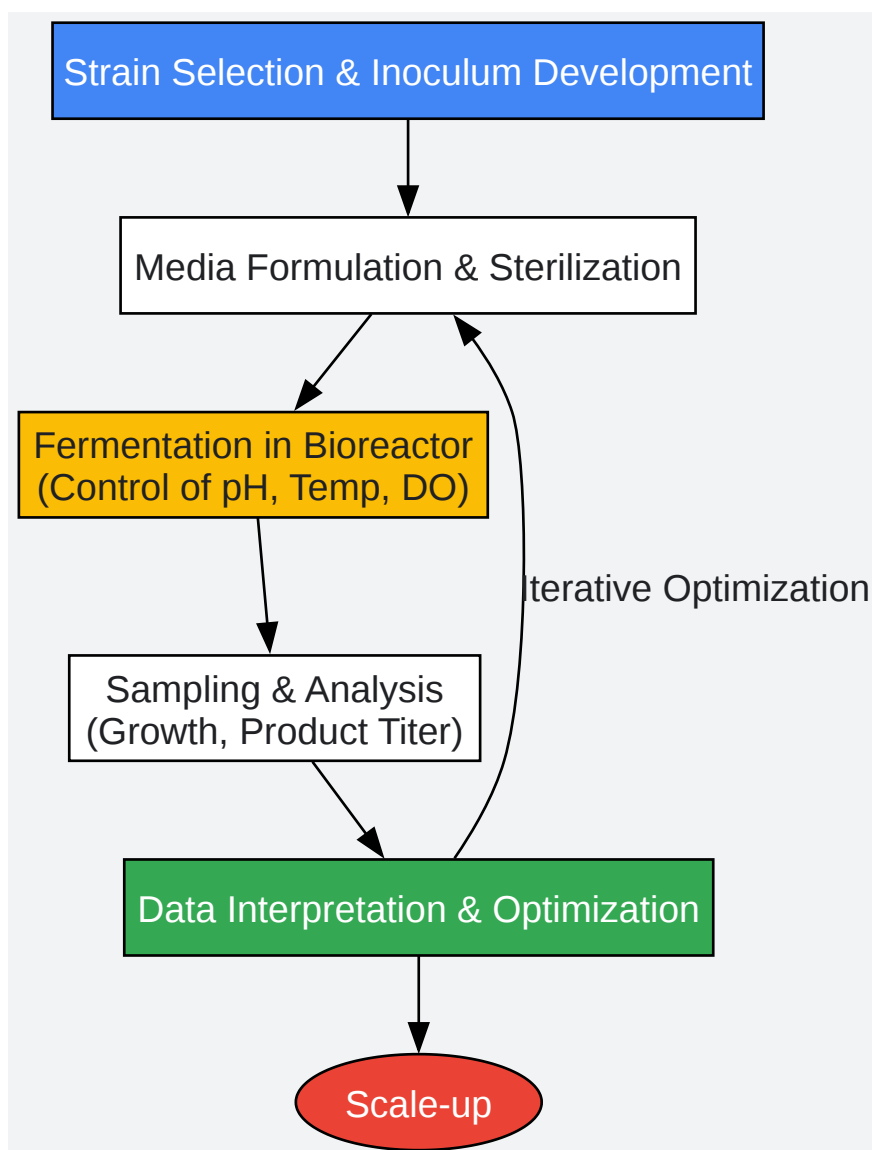 Strain Selection & Inoculum Development
Media Formulation & Sterilization
Fermentation in Bioreactor
(Control of pH, Temp, DO)
Iterative Optimization
Sampling & Analysis
(Growth, Product Titer)
Data Interpretation & Optimization
Scale-up